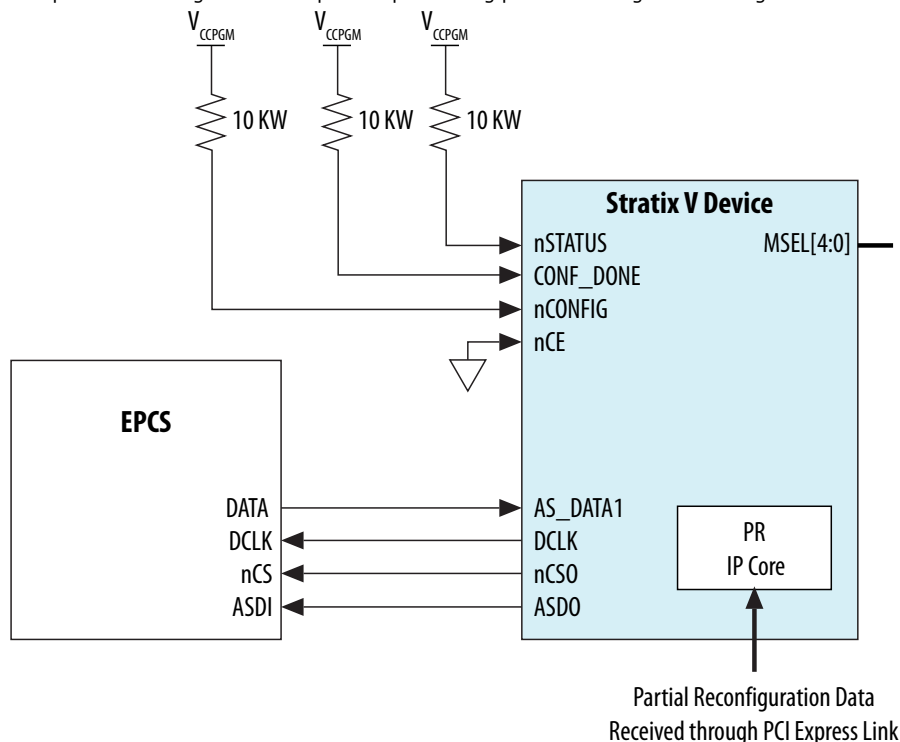 V CCPGM
V CCPGM
V CCPGM
10 KW
10 KW
10 KW
Stratix V Device
nSTATUS
MSEL[4:0]
CONF_DONE
nCONFIG
nCE
EPCS
DATA
AS_DATA1
DCLK
DCLK
nCS
nCSO
ASDI
ASDO
PR
IP Core
Partial Reconfiguration Data
Received through PCI Express Link